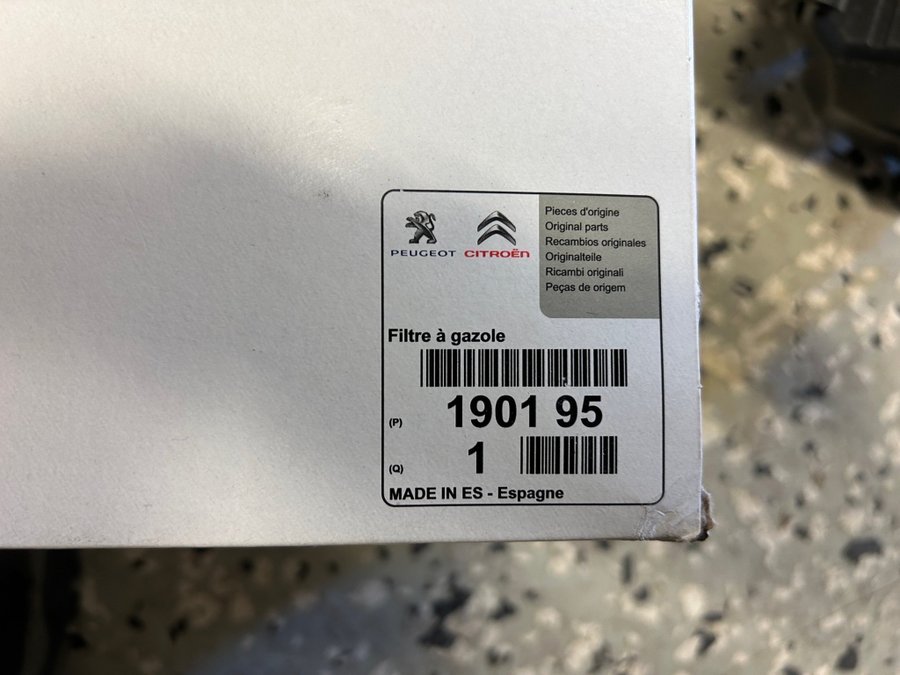 PEUGEOT CITROËN
Pieces d'origine
Original parts
Recambios originales
Originalteile
Ricambi originali
Peças de origem
Filtre à gazole
(P) 1901 95
(Q) 1
MADE IN ES - Espagne